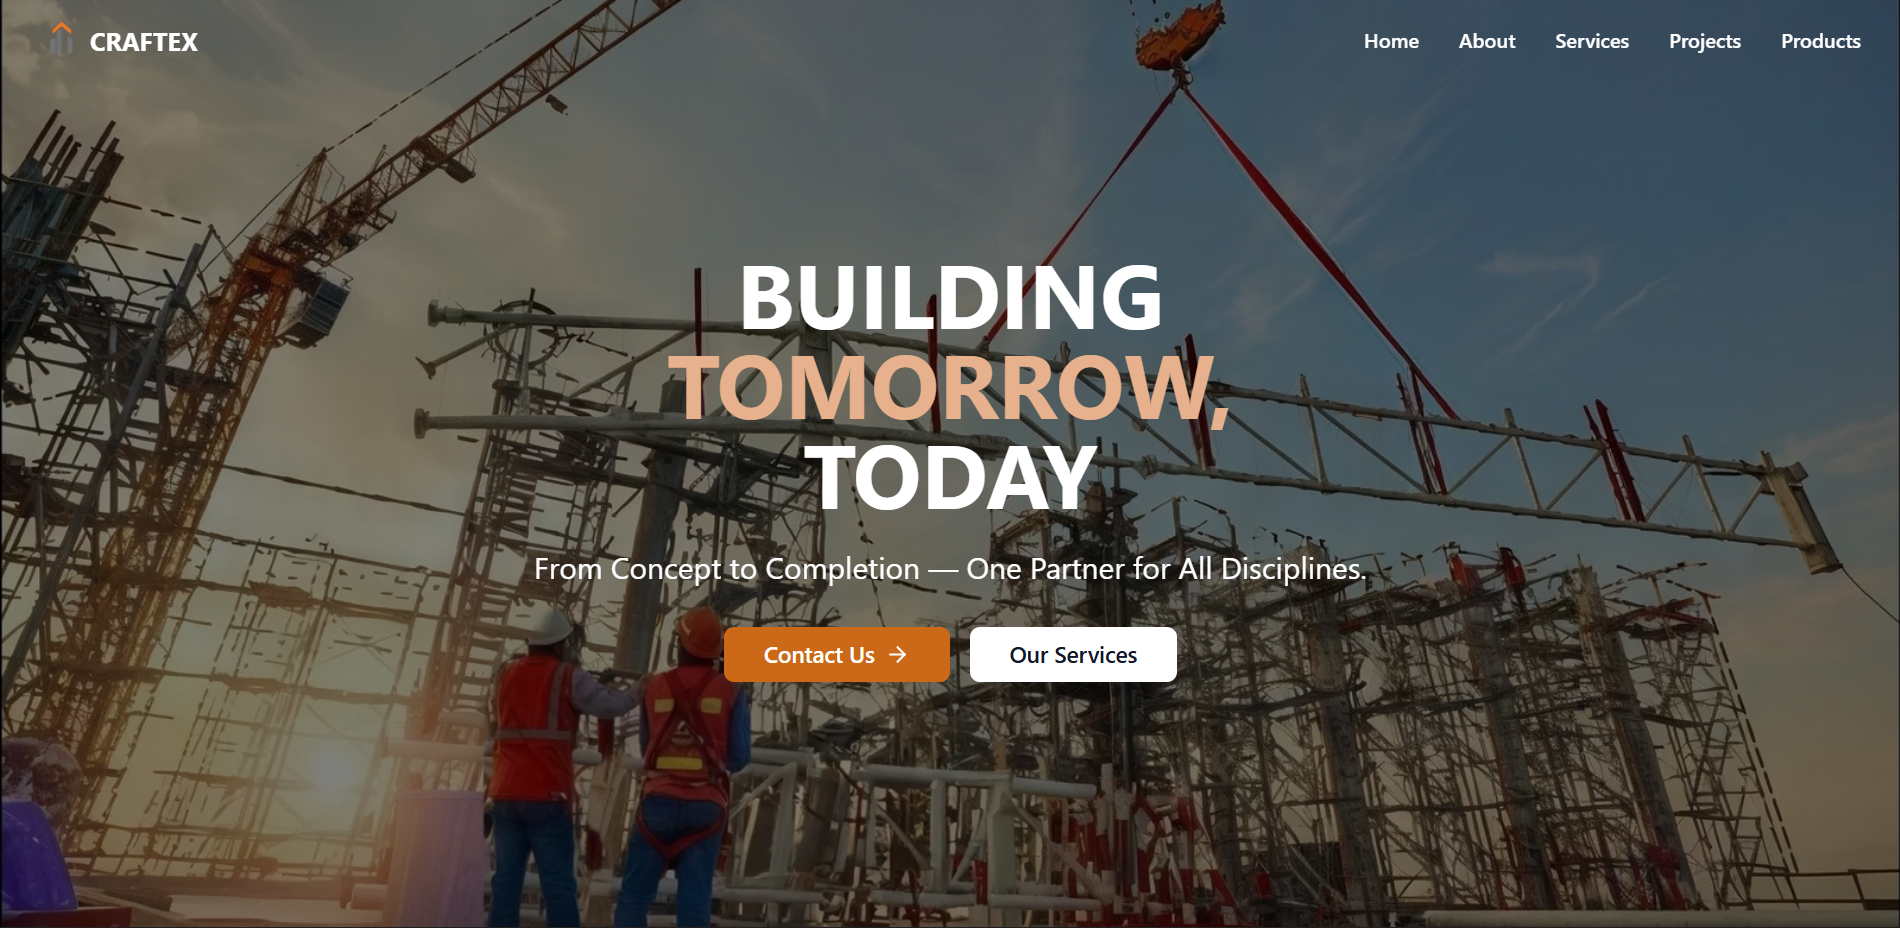 CRAFTEX
Home About Services Projects Products
BUILDING
TOMORROW,
TODAY
From Concept to Completion — One Partner for All Disciplines.
Contact Us →
Our Services